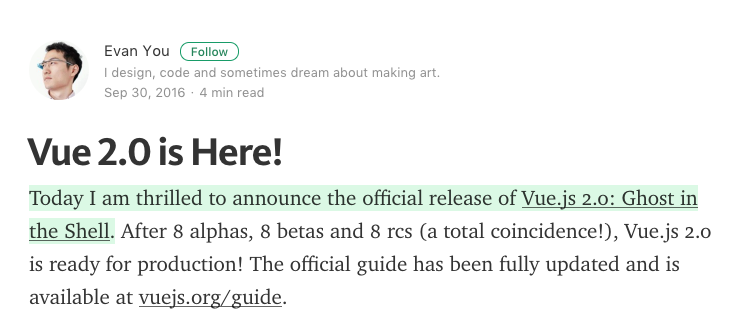 Evan You Follow
I design, code and sometimes dream about making art.
Sep 30, 2016 · 4 min read
Vue 2.0 is Here!
Today I am thrilled to announce the official release of Vue.js 2.0: Ghost in
the Shell. After 8 alphas, 8 betas and 8 rcs (a total coincidence!), Vue.js 2.0
is ready for production! The official guide has been fully updated and is
available at vuejs.org/guide.